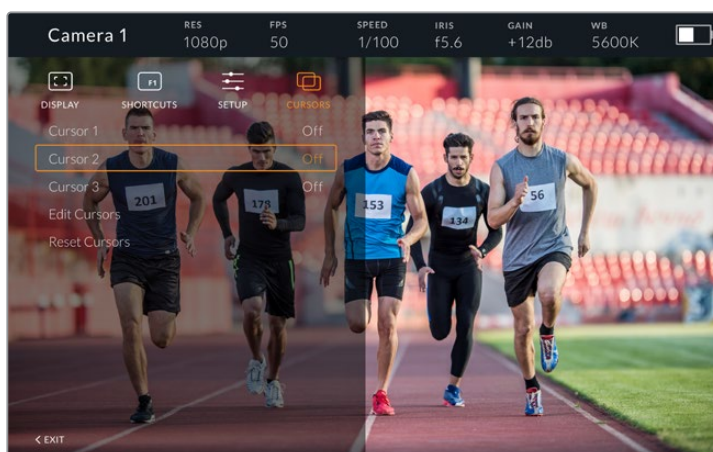 Camera 1
RES FPS SPEED IRIS GAIN WB
1080p 50 1/100 f5.6 +12db 5600K
F1
DISPLAY SHORTCUTS SETUP CURSORS
Cursor 1 Off
Cursor 2 Off
Cursor 3 Off
Edit Cursors
Reset Cursors
201
178
153
134
56
< EXIT